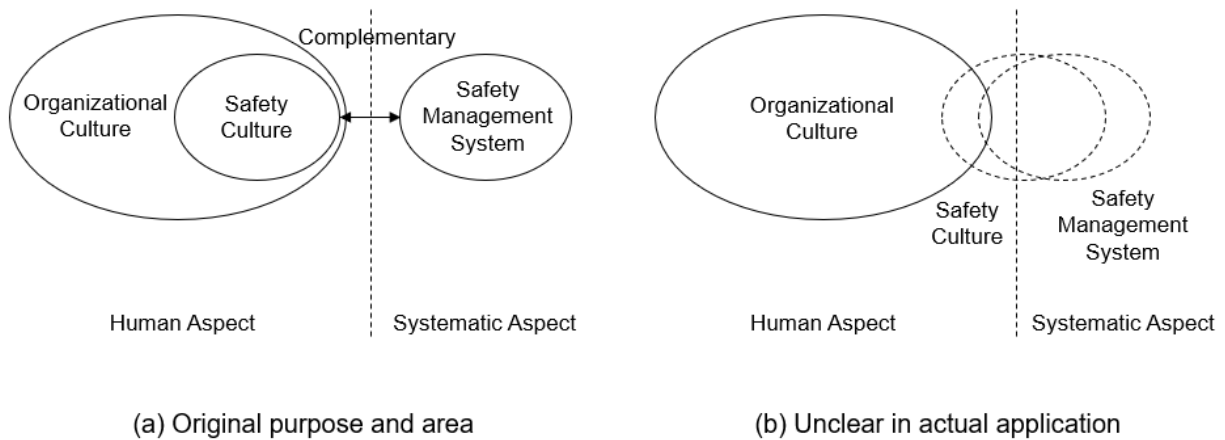 Complementary
Organizational
Culture
Safety
Culture
Safety
Management
System
Human Aspect
Systematic Aspect
(a) Original purpose and area
Organizational
Culture
Safety
Culture
Safety
Management
System
Human Aspect
Systematic Aspect
(b) Unclear in actual application